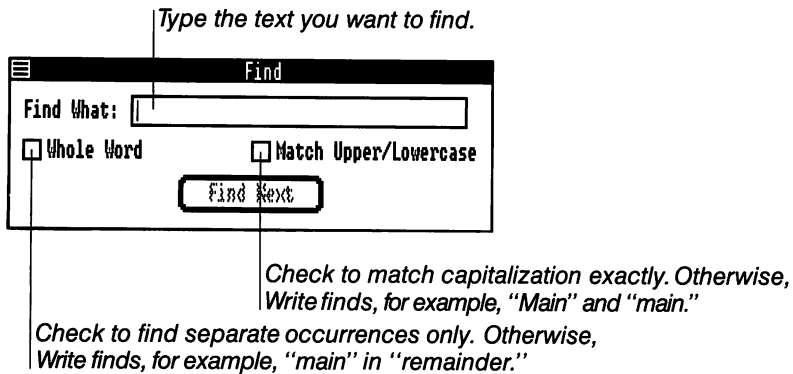 Type the text you want to find.
Find
Find What:
Whole Word Match Upper/Lowercase
Find Next
Check to match capitalization exactly. Otherwise,
Write finds, for example, “Main” and “main.”
Check to find separate occurrences only. Otherwise,
Write finds, for example, “main” in “remainder.”